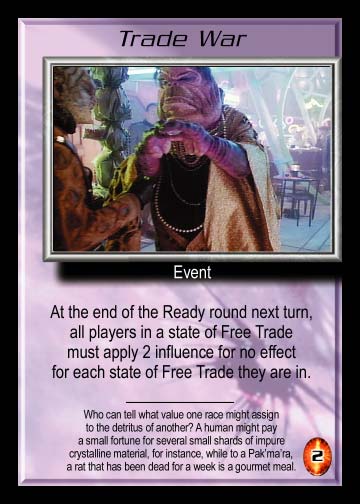 Trade War
Event
At the end of the Ready round next turn,
all players in a state of Free Trade
must apply 2 influence for no effect
for each state of Free Trade they are in.
Who can tell what value one race might assign
to the detritus of another? A human might pay
a small fortune for several small shards of impure
crystalline material, for instance, while to a Pak'ma'ra,
a rat that has been dead for a week is a gourmet meal.
2